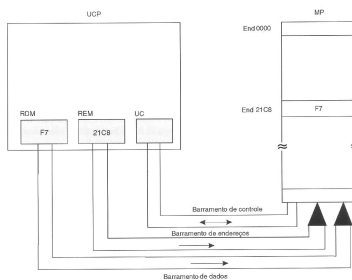 UCP
MP
End 0000
RDM
REM
UC
End 21C8
F7
F7
21C8
Barramento de controle
Barramento de endereços
Barramento de dados